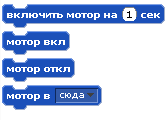 включить мотор на 1 сек
мотор вкл
мотор откл
мотор в сюда